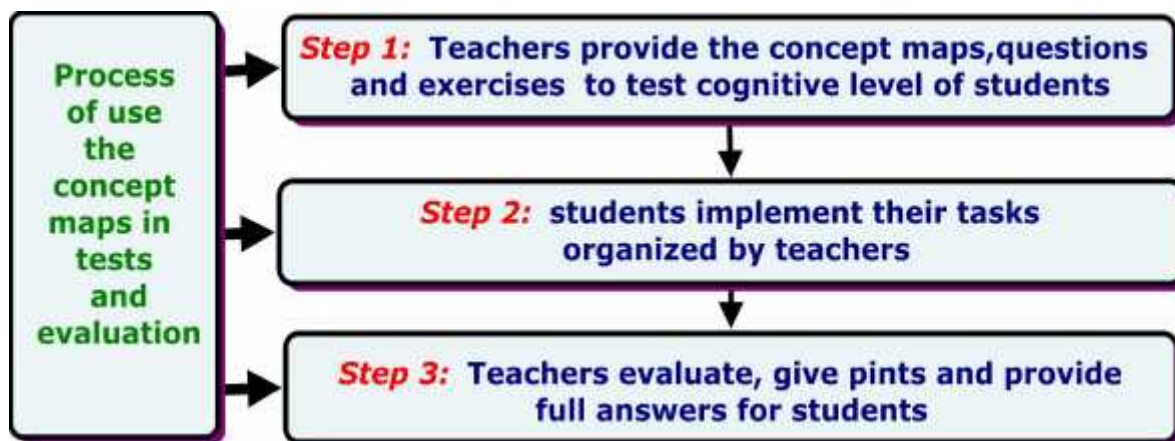 Process
of use
the
concept
maps in
tests
and
evaluation
Step 1: Teachers provide the concept maps,questions
and exercises to test cognitive level of students
Step 2: students implement their tasks
organized by teachers
Step 3: Teachers evaluate, give pints and provide
full answers for students